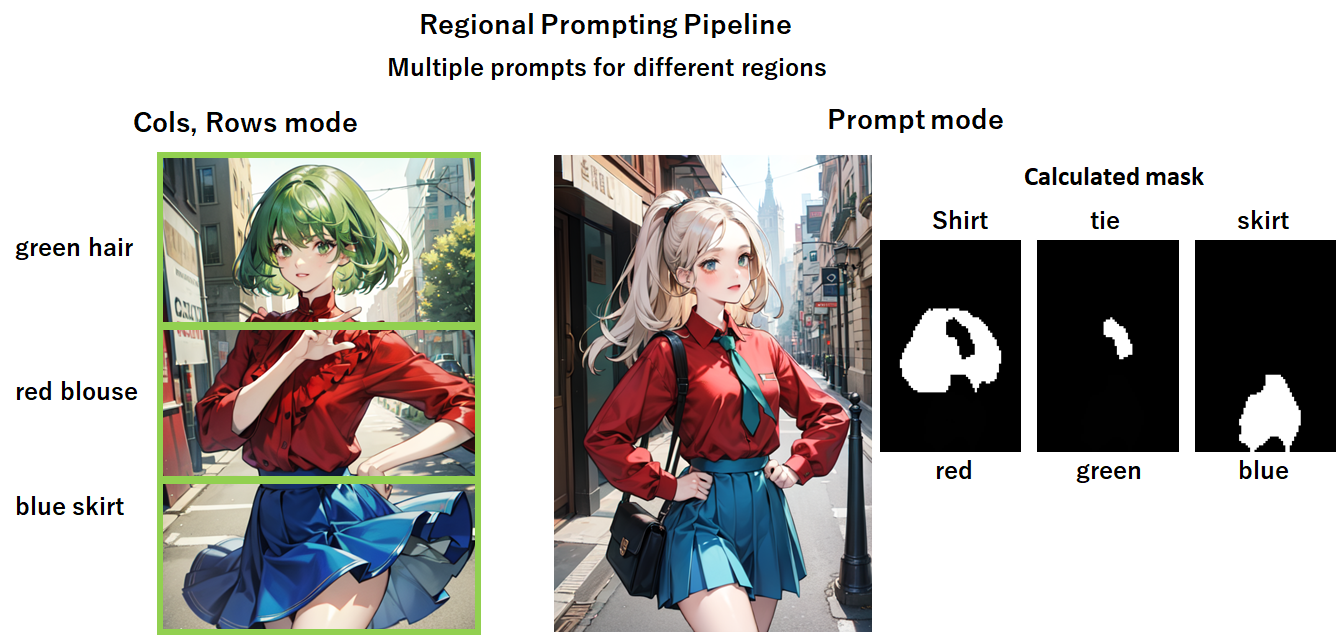 Regional Prompting Pipeline
Multiple prompts for different regions
Cols, Rows mode
green hair
red blouse
blue skirt
Prompt mode
Calculated mask
Shirt tie skirt
red green blue